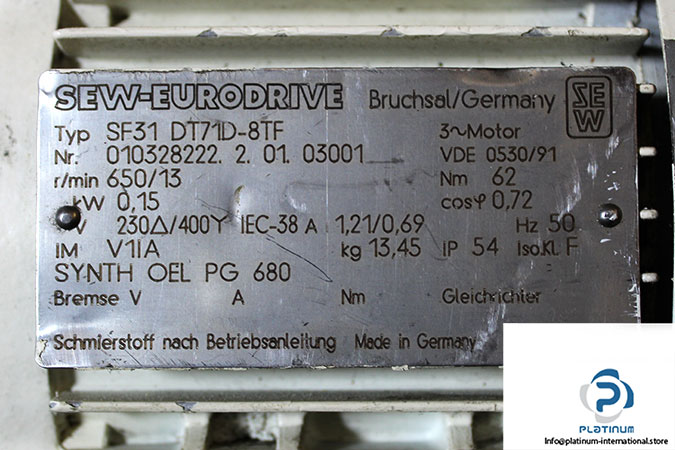 SEW-EURODRIVE Bruchsal/Germany SEW
Typ SF31 DT71D-8TF 3~Motor
Nr. 010328222. 2. 01. 03001 VDE 0530/91
r/min 650/13 Nm 62
kW 0,15 cosφ 0,72
V 230Δ/400Y IEC-38 A 1,21/0,69 Hz 50
IM V1IA kg 13,45 IP 54 Iso.Kl. F
SYNTH OEL PG 680
Bremse V A Nm Gleichrichter
Schmierstoff nach Betriebsanleitung Made in Germany
PLATINUM
Info@platinum-international.store